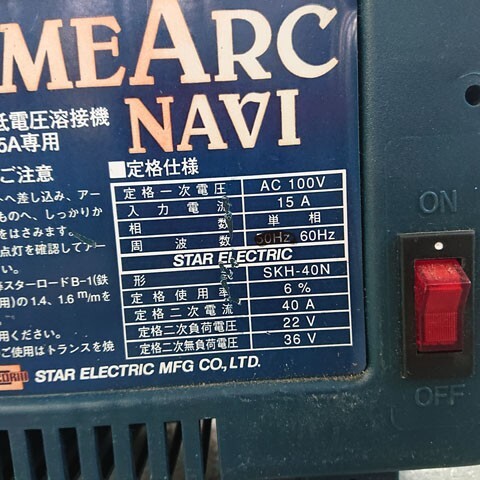 MEARC
NAVI
低電圧溶接機
5A専用
ご注意
へ差し込み、アー
ものへ、しっかりか
をはさみます。
点灯を確認してアー
スターロードB-1(鉄
用)の1.4、1.6m/mを
ください。
ご使用はトランスを焼
■定格仕様
定格一次電圧 AC 100V
入力電流 15 A
相数 単相
周波数 50Hz 60Hz
STAR ELECTRIC
形 SKH-40N
定格使用率 6 %
定格二次電流 40 A
定格二次負荷電圧 22 V
定格二次無負荷電圧 36 V
STAR ELECTRIC MFG CO., LTD.
ON
OFF